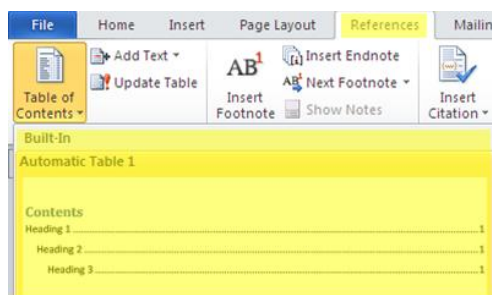 File Home Insert Page Layout References Mailin
Add Text
Update Table
Table of
Contents
AB1
Insert
Footnote
[i] Insert Endnote
AB1 Next Footnote
Show Notes
Insert
Citation
Built-In
Automatic Table 1
Contents
Heading 1 ........ 1
Heading 2 ........ 1
Heading 3 ........ 1